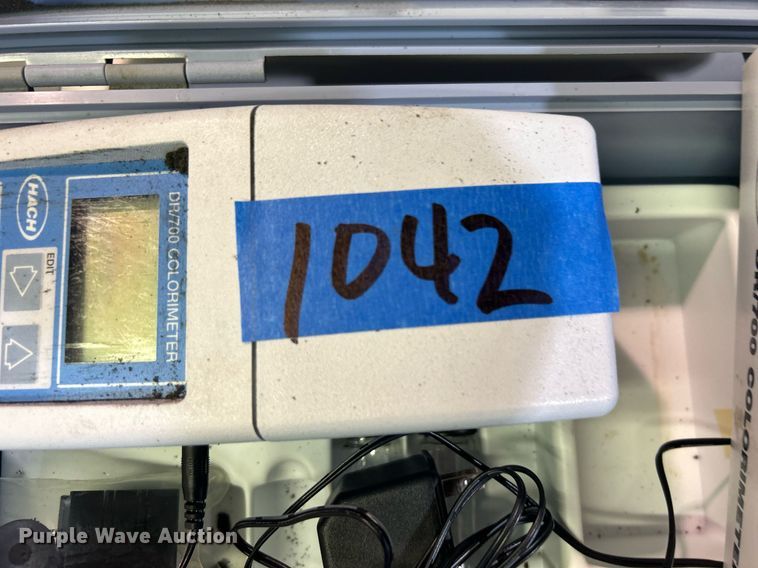 HACH
EDIT
DR/700 COLORIMETER
1042
DR/700 COLORIMETER
Purple Wave Auction